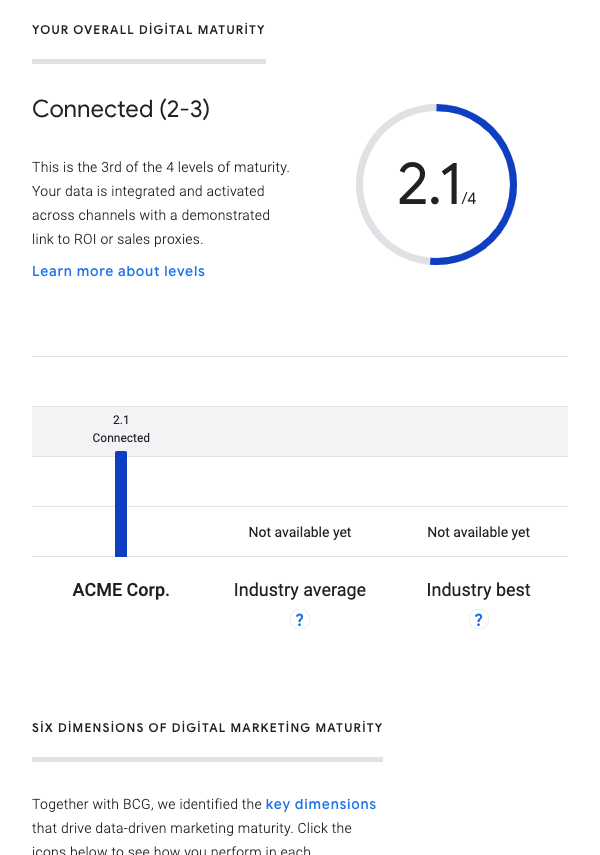 YOUR OVERALL DİGİTAL MATURİTY
Connected (2-3)
This is the 3rd of the 4 levels of maturity.
Your data is integrated and activated
across channels with a demonstrated
link to ROI or sales proxies.
Learn more about levels
2.1/4
2.1
Connected
Not available yet
Not available yet
ACME Corp.
Industry average
Industry best
?
?
SİX DİMENSİONS OF DİGİTAL MARKETİNG MATURİTY
Together with BCG, we identified the key dimensions
that drive data-driven marketing maturity. Click the
icons below to see how you perform in each